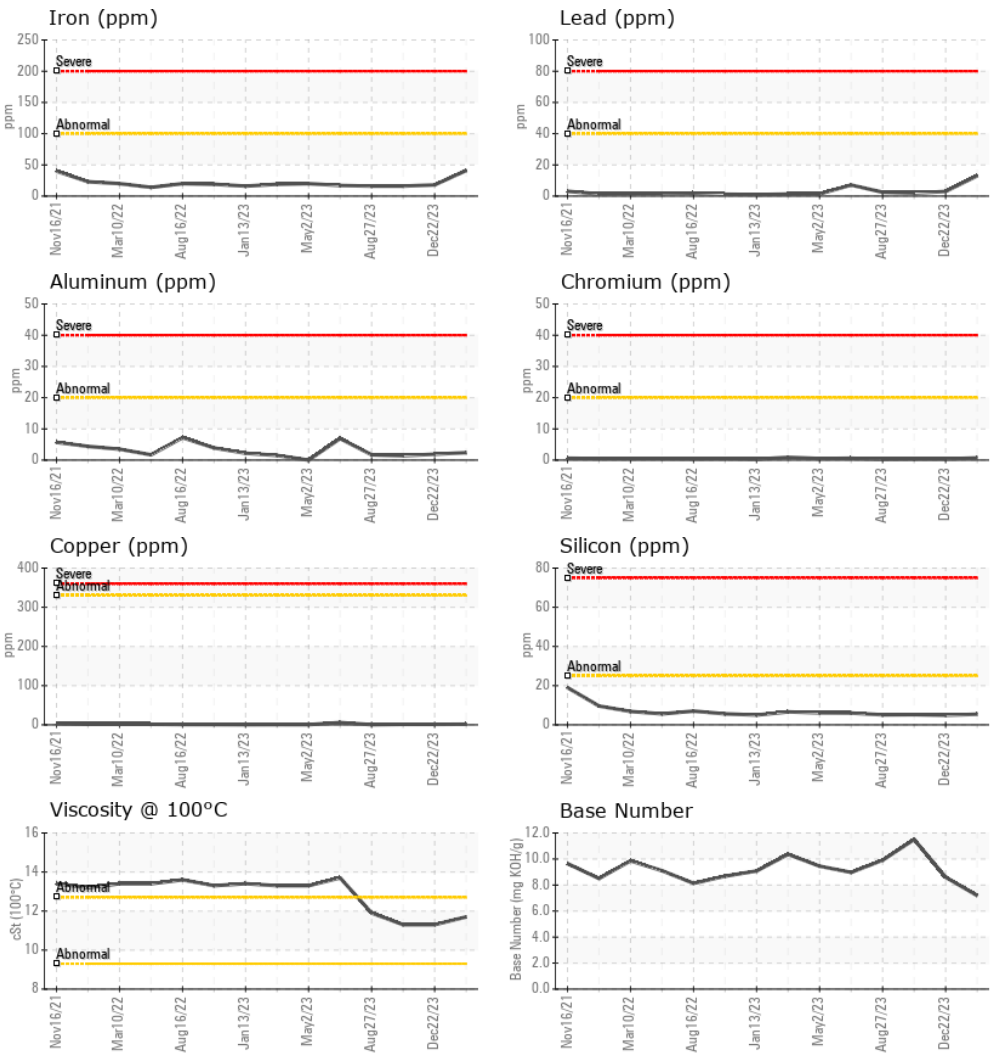 Iron (ppm)
250
200
150
100
50
0
ppm
Severe
Abnormal
Nov16/21
Mar10/22
Aug16/22
Jan13/23
May2/23
Aug27/23
Dec22/23
Lead (ppm)
100
80
60
40
20
0
ppm
Severe
Abnormal
Nov16/21
Mar10/22
Aug16/22
Jan13/23
May2/23
Aug27/23
Dec22/23
Aluminum (ppm)
50
40
30
20
10
0
ppm
Severe
Abnormal
Nov16/21
Mar10/22
Aug16/22
Jan13/23
May2/23
Aug27/23
Dec22/23
Chromium (ppm)
50
40
30
20
10
0
ppm
Severe
Abnormal
Nov16/21
Mar10/22
Aug16/22
Jan13/23
May2/23
Aug27/23
Dec22/23
Copper (ppm)
400
300
200
100
0
ppm
Severe
Abnormal
Nov16/21
Mar10/22
Aug16/22
Jan13/23
May2/23
Aug27/23
Dec22/23
Silicon (ppm)
80
60
40
20
0
ppm
Severe
Abnormal
Nov16/21
Mar10/22
Aug16/22
Jan13/23
May2/23
Aug27/23
Dec22/23
Viscosity @ 100°C
16
14
12
10
8
cSt (100°C)
Abnormal
Abnormal
Nov16/21
Mar10/22
Aug16/22
Jan13/23
May2/23
Aug27/23
Dec22/23
Base Number
12.0
10.0
8.0
6.0
4.0
2.0
0.0
Base Number (mg KOH/g)
Nov16/21
Mar10/22
Aug16/22
Jan13/23
May2/23
Aug27/23
Dec22/23